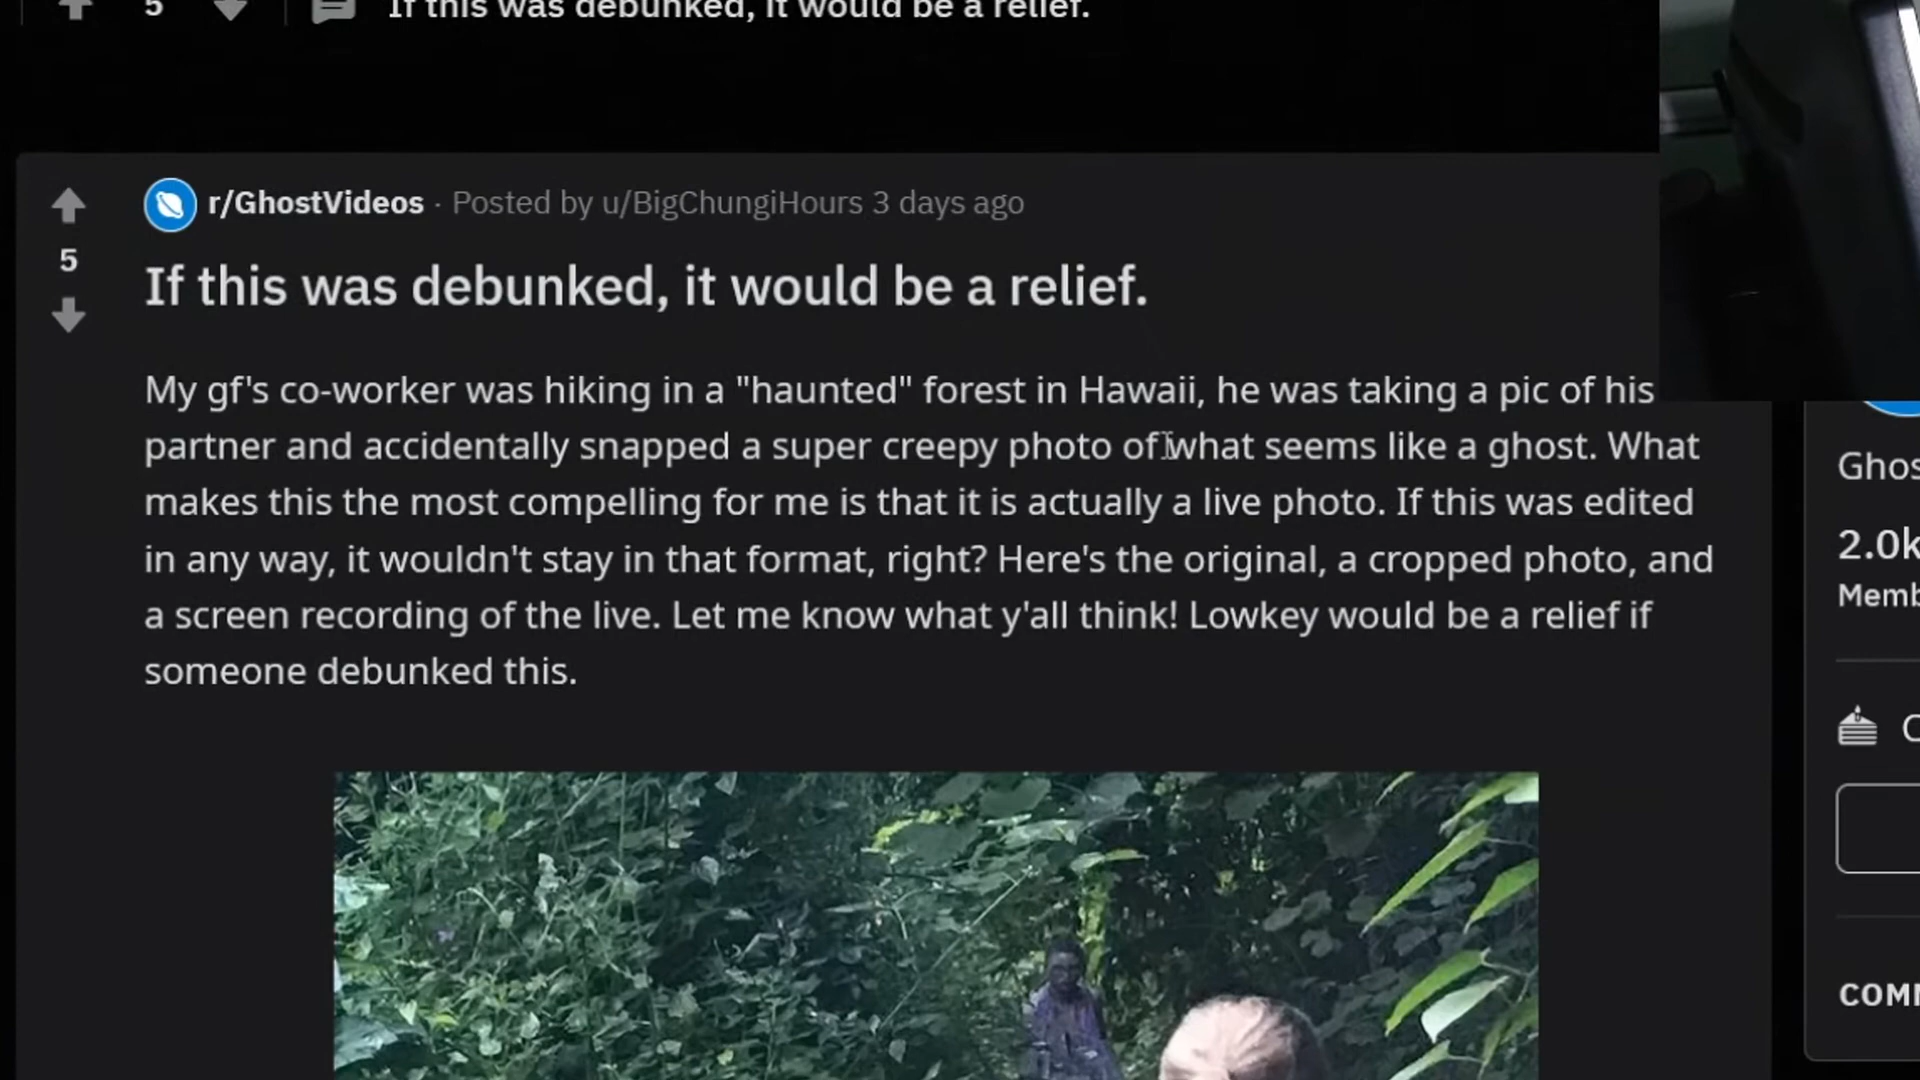 5 If this was debunked, it would be a relief.
r/GhostVideos · Posted by u/BigChungiHours 3 days ago
5
If this was debunked, it would be a relief.
My gf's co-worker was hiking in a "haunted" forest in Hawaii, he was taking a pic of his
partner and accidentally snapped a super creepy photo of what seems like a ghost. What
makes this the most compelling for me is that it is actually a live photo. If this was edited
in any way, it wouldn't stay in that format, right? Here's the original, a cropped photo, and
a screen recording of the live. Let me know what y'all think! Lowkey would be a relief if
someone debunked this.
2.0k